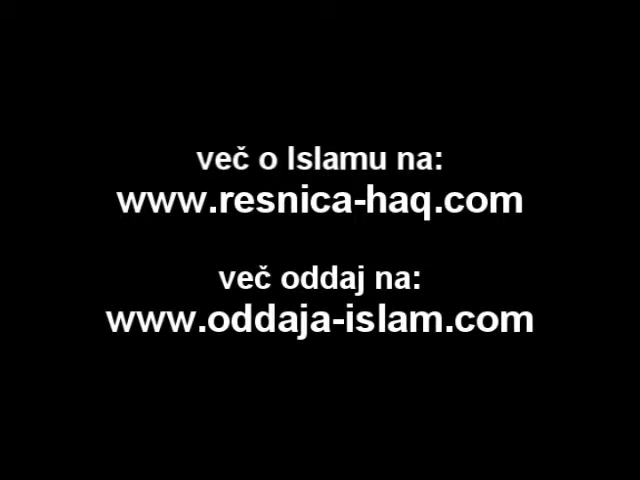 več o Islamu na:
www.resnica-haq.com
več oddaj na:
www.oddaja-islam.com